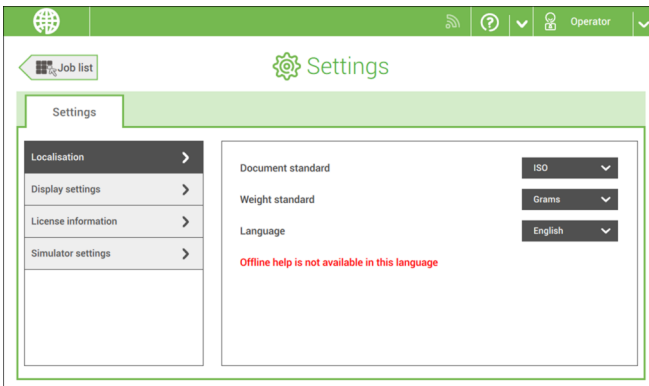 Operator
Job list
Settings
Settings
Localisation
Display settings
License information
Simulator settings
Document standard
ISO
Weight standard
Grams
Language
English
Offline help is not available in this language